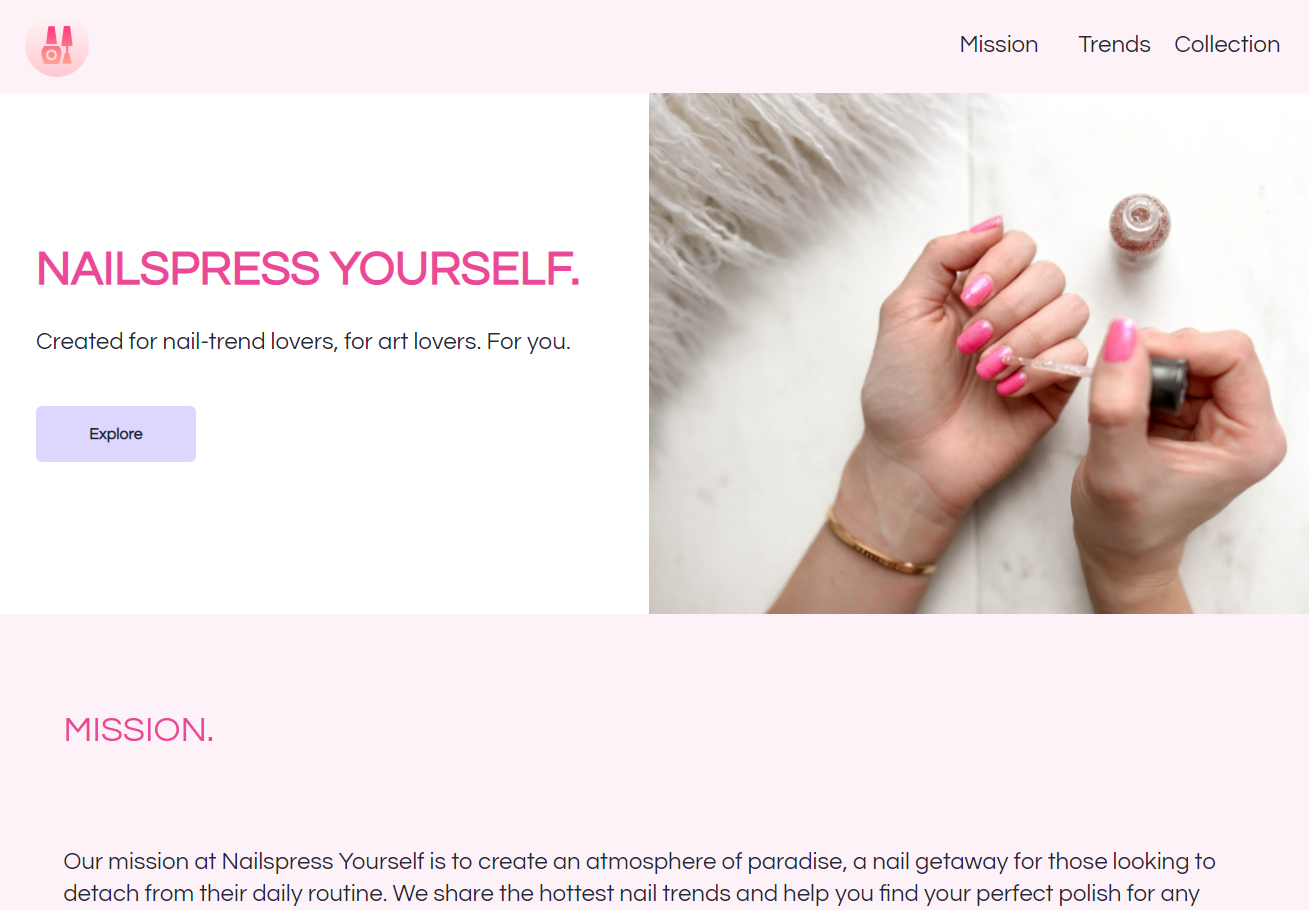 Mission Trends Collection
NAILSPRESS YOURSELF.
Created for nail-trend lovers, for art lovers. For you.
Explore
MISSION.
Our mission at Nailspress Yourself is to create an atmosphere of paradise, a nail getaway for those looking to
detach from their daily routine. We share the hottest nail trends and help you find your perfect polish for any